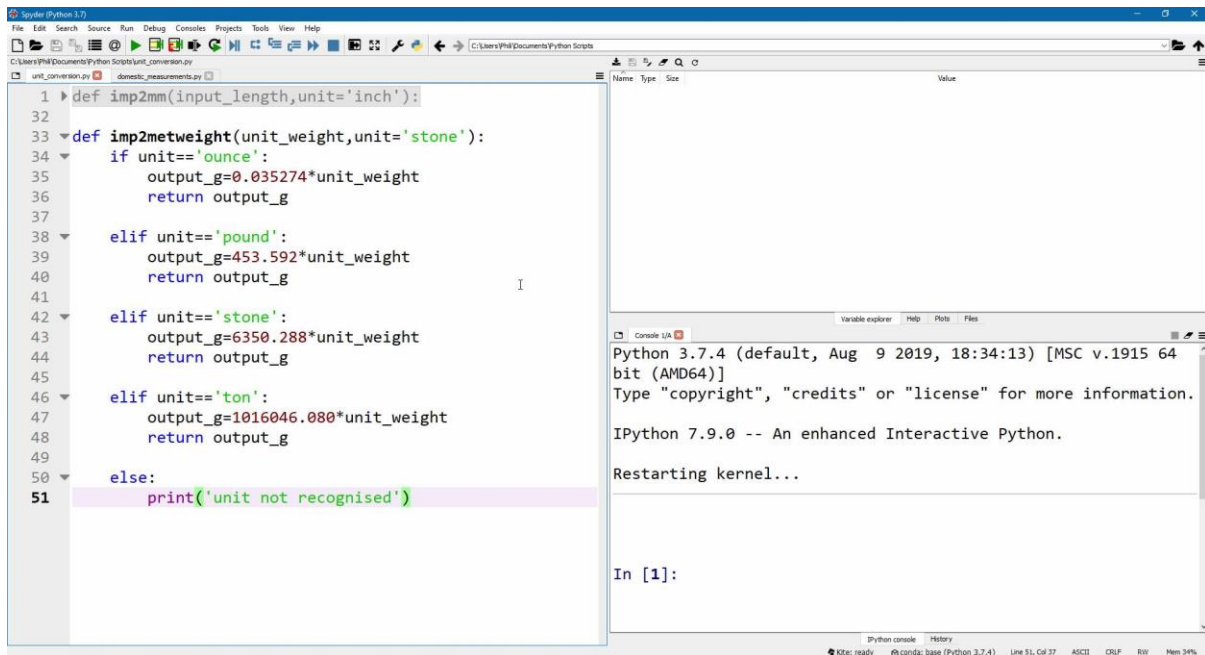 Spyder (Python 3.7)
File Edit Search Source Run Debug Consoles Projects Tools View Help
C:\Users\Phil\Documents\Python Scripts
C:\Users\Phil\Documents\Python Scripts\unit_conversion.py
unit_conversion.py domestic_measurements.py
1 def imp2mm(input_length,unit='inch'):
32
33 def imp2metweight(unit_weight,unit='stone'):
34 if unit=='ounce':
35 output_g=0.035274*unit_weight
36 return output_g
37
38 elif unit=='pound':
39 output_g=453.592*unit_weight
40 return output_g
41
42 elif unit=='stone':
43 output_g=6350.288*unit_weight
44 return output_g
45
46 elif unit=='ton':
47 output_g=1016046.080*unit_weight
48 return output_g
49
50 else:
51 print('unit not recognised')
Name Type Size Value
Variable explorer Help Plots Files
Console 1/A
Python 3.7.4 (default, Aug 9 2019, 18:34:13) [MSC v.1915 64
bit (AMD64)]
Type "copyright", "credits" or "license" for more information.
IPython 7.9.0 -- An enhanced Interactive Python.
Restarting kernel...
In [1]:
IPython console History
Kite: ready conda: base (Python 3.7.4) Line 51, Col 37 ASCII CRLF RW Mem 34%